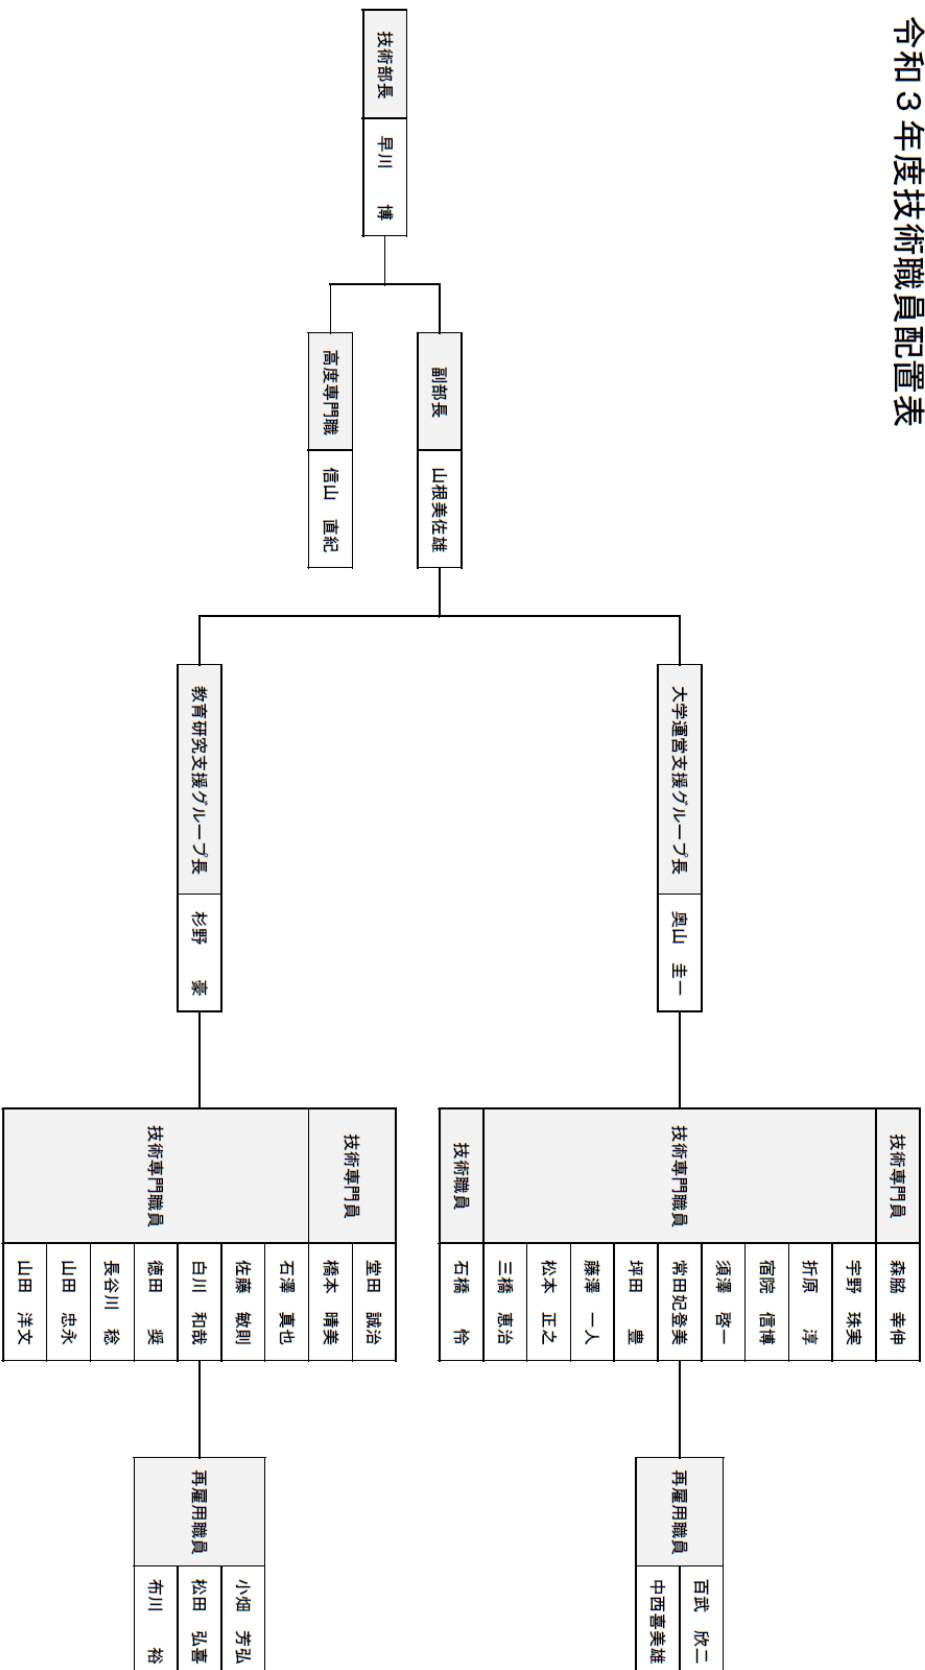 令和３年度技術職員配置表
技術部長
早川　博
副部長
山根美佐雄
高度専門職
信山　直紀
大学運営支援グループ長
奥山　圭一
技術専門員
森脇　幸伸
技術専門職員
宇野　珠実
折原　淳
宿院　信博
須澤　啓一
常田妃登美
坪田　豊
藤澤　一人
松本　正之
三橋　恵治
技術職員
石橋　怜
再雇用職員
百武　欣二
中西喜美雄
教育研究支援グループ長
杉野　豪
技術専門員
堂田　誠治
橋本　晴美
技術専門職員
石澤　真也
佐藤　敏則
白川　和哉
徳田　奨
長谷川　稔
山田　忠永
山田　洋文
再雇用職員
小畑　芳弘
松田　弘喜
布川　裕